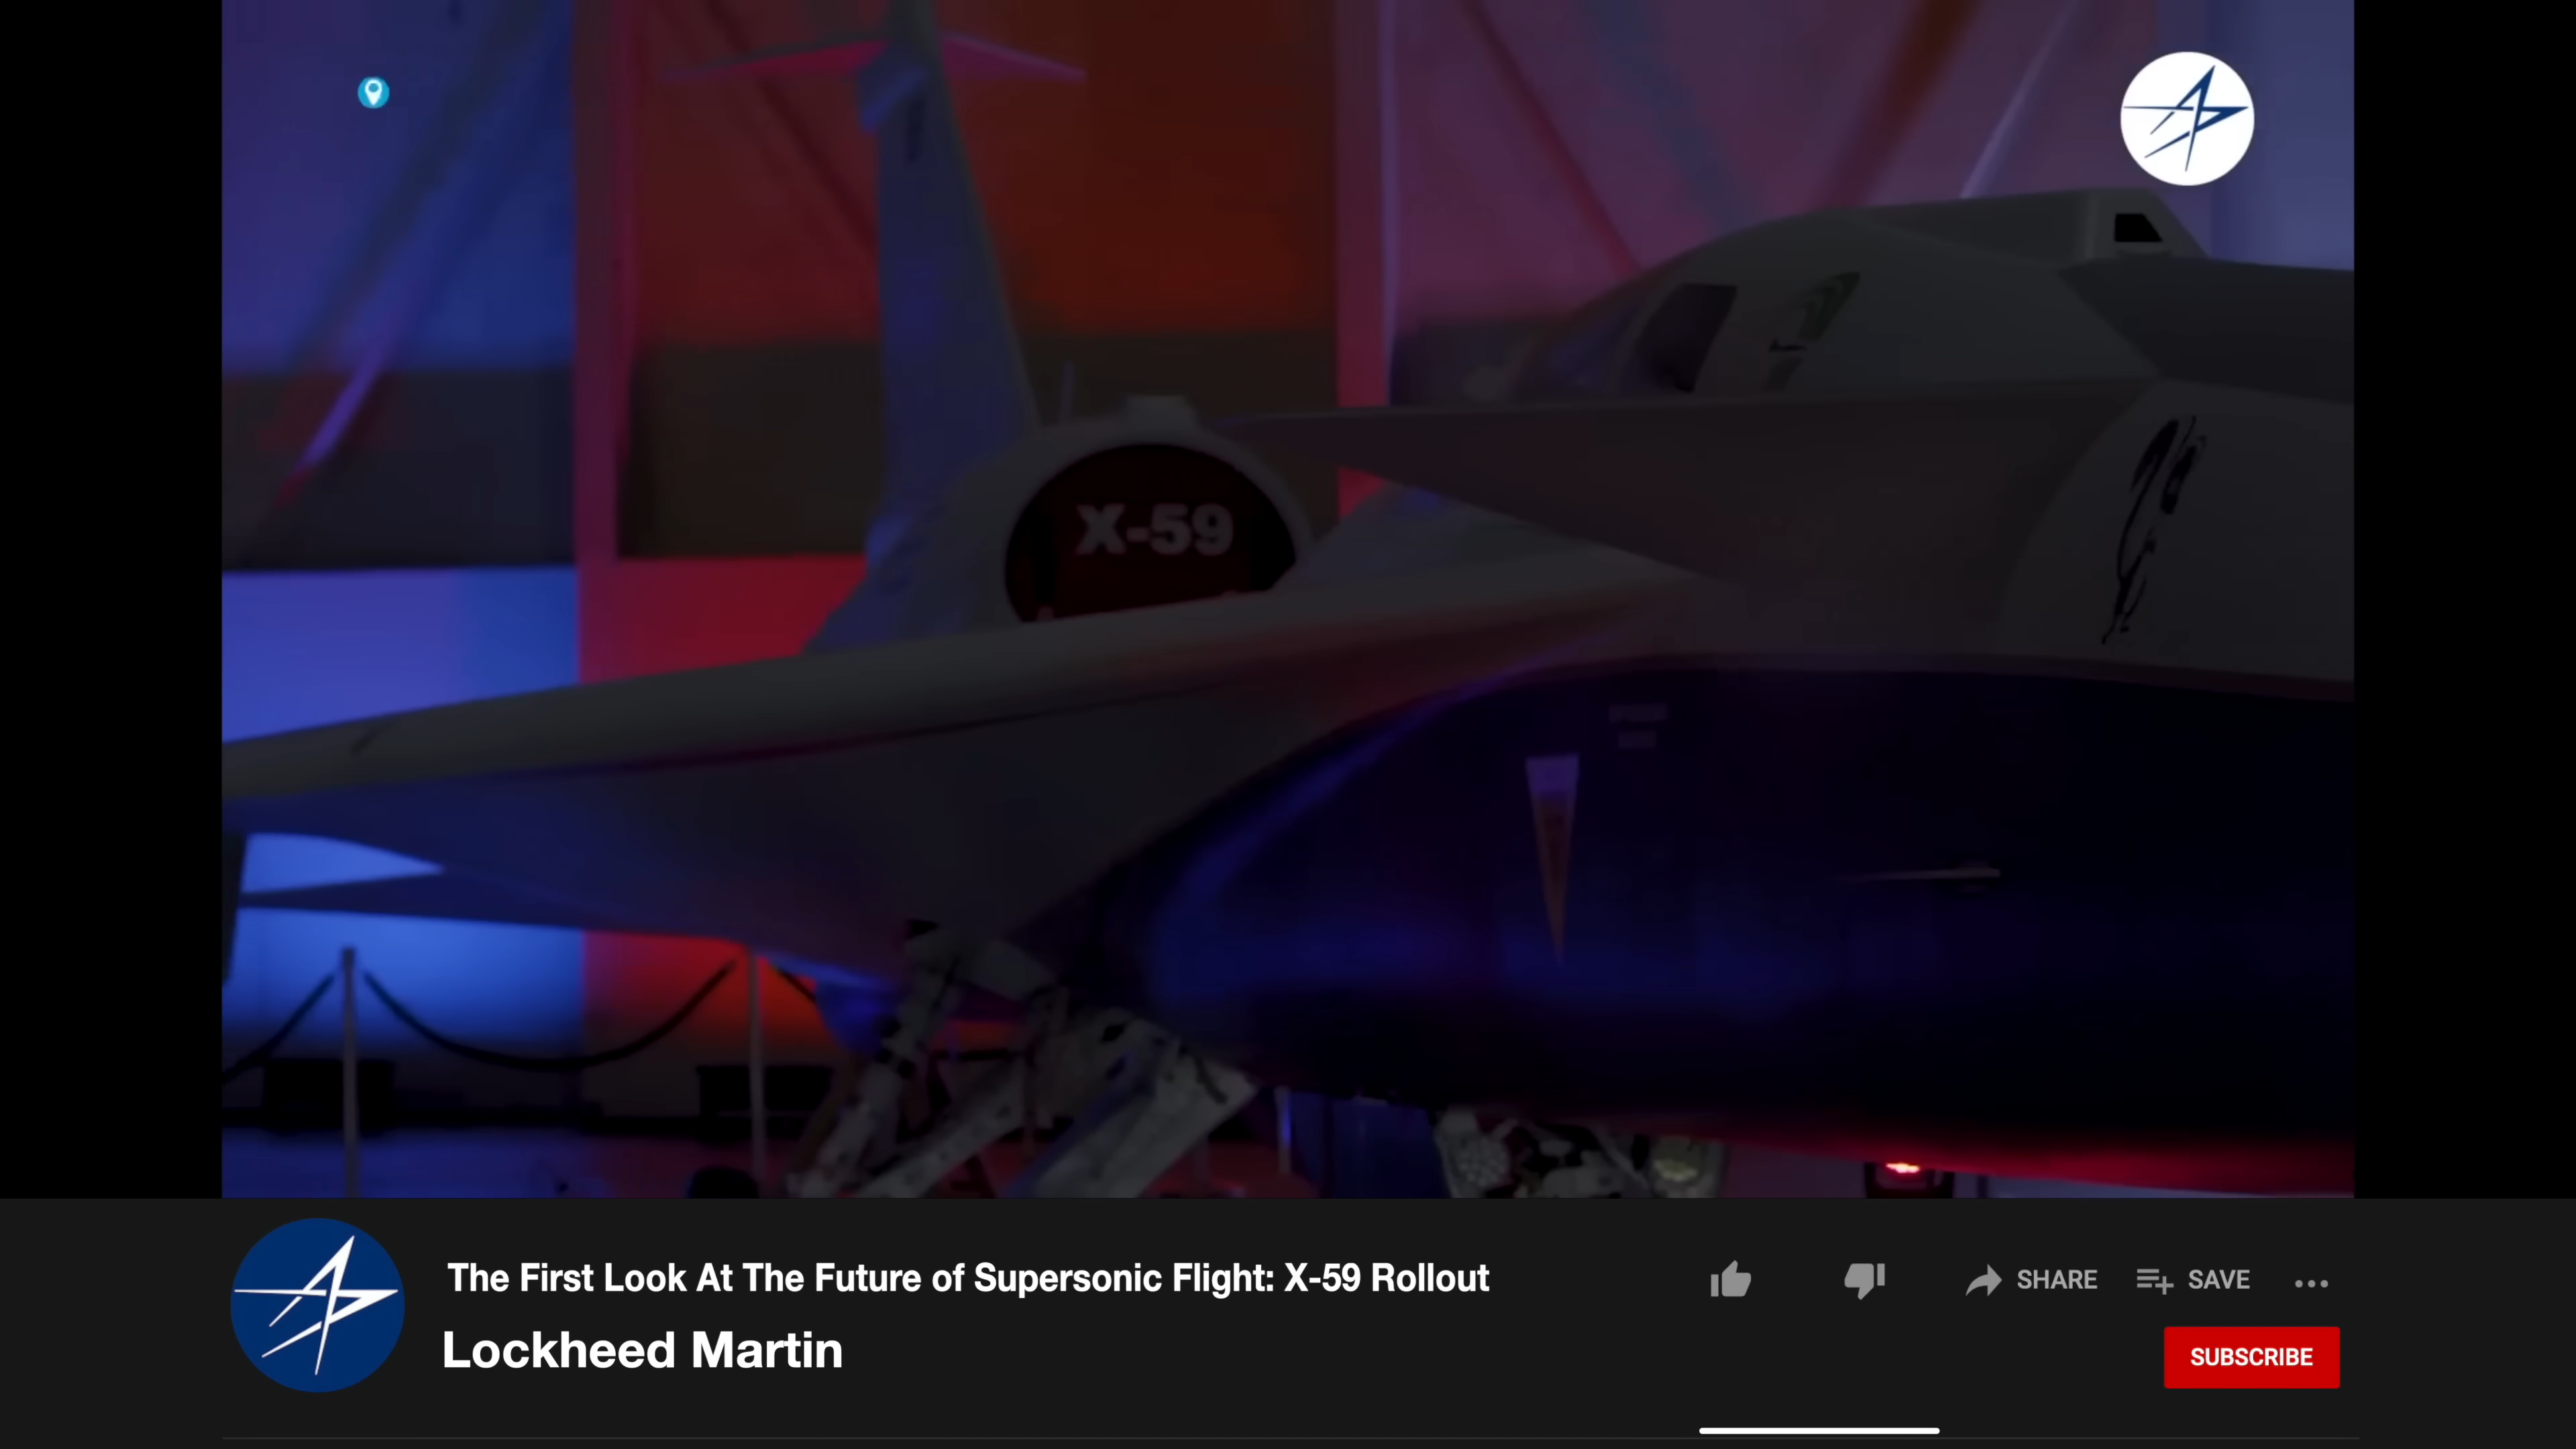 X-59
The First Look At The Future of Supersonic Flight: X-59 Rollout
SHARE
SAVE
Lockheed Martin
SUBSCRIBE